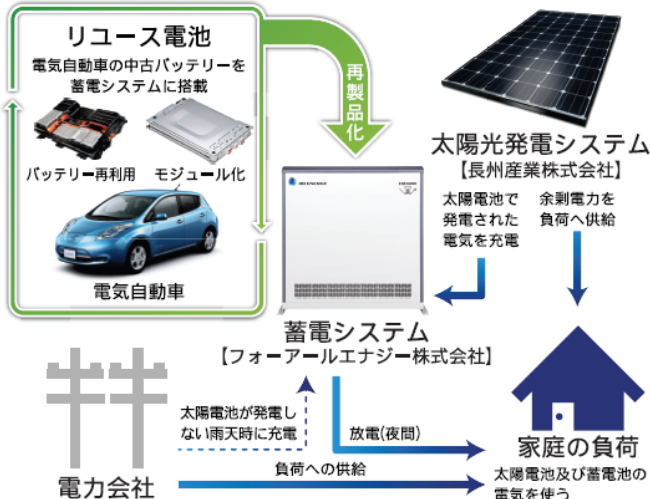 リユース電池
電気自動車の中古バッテリーを
蓄電システムに搭載
バッテリー再利用
モジュール化
電気自動車
再製品化
太陽光発電システム
【長州産業株式会社】
太陽電池で
発電された
電気を充電
余剰電力を
負荷へ供給
蓄電システム
【フォーアールエナジー株式会社】
太陽電池が発電し
ない雨天時に充電
放電(夜間)
負荷への供給
電力会社
家庭の負荷
太陽電池及び蓄電池の
電気を使う